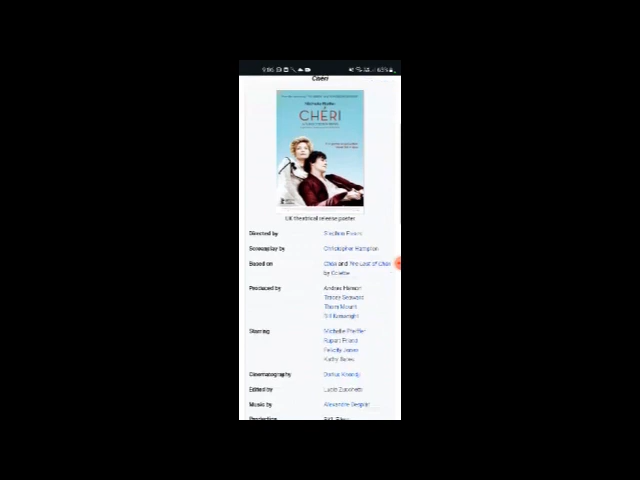 Chéri
CHÉRI
UK theatrical release poster
Directed by Stephen Frears
Screenplay by Christopher Hampton
Based on Chéri and The Last of Chéri
by Colette
Produced by Andras Hamori
Tracey Seaward
Thierry
Bill Kenwright
Starring Michelle Pfeiffer
Rupert Friend
Felicity Jones
Kathy Bates
Cinematography Darius Khondji
Edited by Lucia Zucchetti
Music by Alexandre Desplat
Production